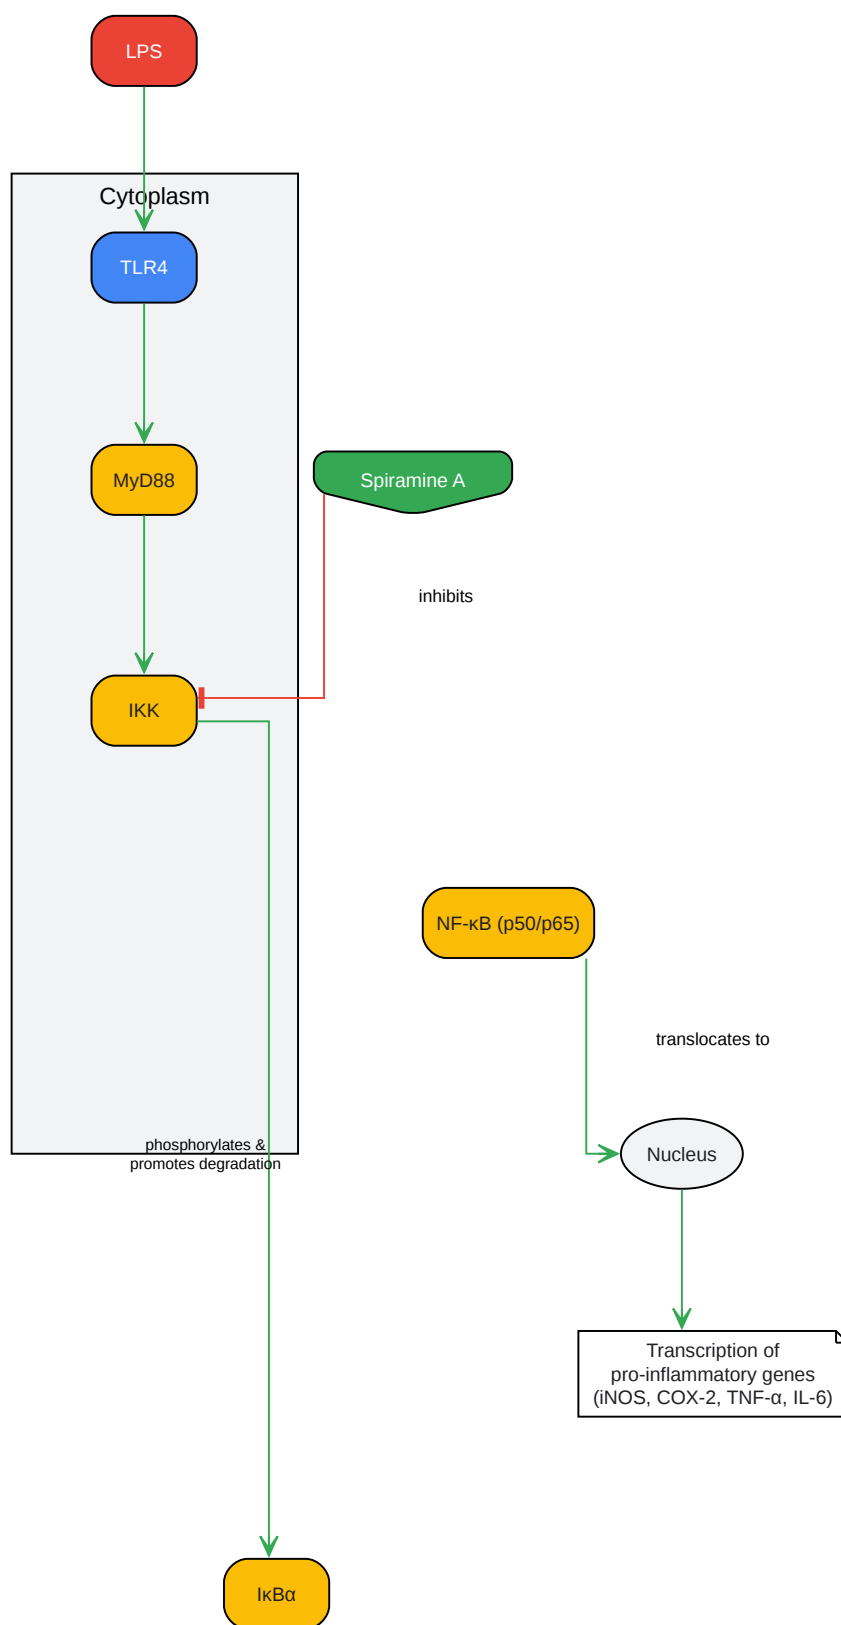 LPS
Cytoplasm
TLR4
MyD88
Spiramine A
inhibits
IKK
NF-κB (p50/p65)
translocates to
phosphorylates &
promotes degradation
Nucleus
Transcription of
pro-inflammatory genes
(iNOS, COX-2, TNF-α, IL-6)
IκBα